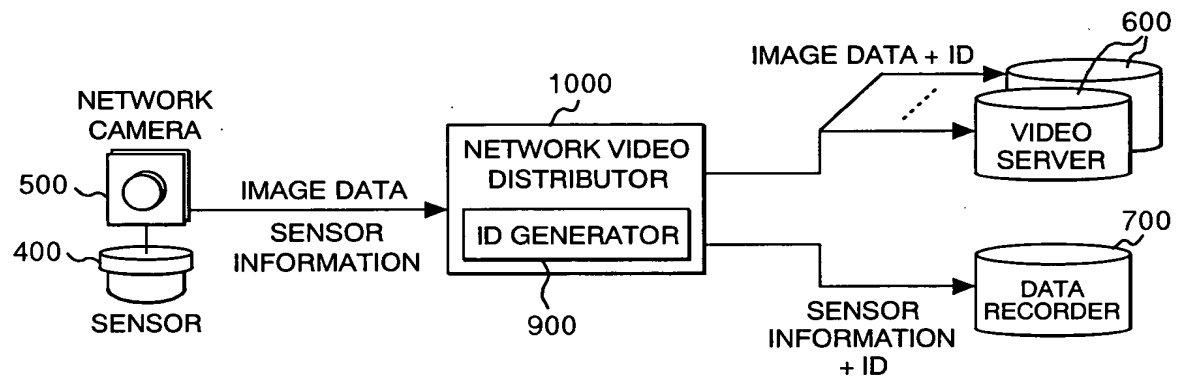 600
IMAGE DATA + ID
NETWORK
CAMERA
1000
NETWORK VIDEO
DISTRIBUTOR
VIDEO
SERVER
500
IMAGE DATA
SENSOR
INFORMATION
ID GENERATOR
700
400
900
DATA
RECORDER
SENSOR
SENSOR
INFORMATION
+ ID